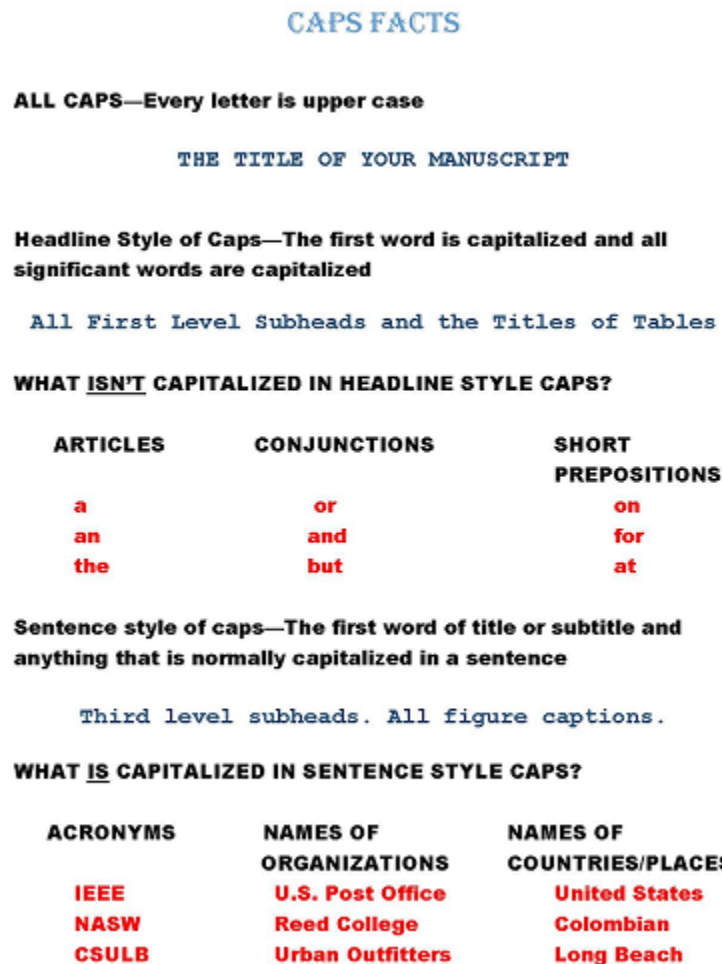 CAPS FACTS
ALL CAPS—Every letter is upper case
THE TITLE OF YOUR MANUSCRIPT
Headline Style of Caps—The first word is capitalized and all
significant words are capitalized
All First Level Subheads and the Titles of Tables
WHAT ISN'T CAPITALIZED IN HEADLINE STYLE CAPS?
ARTICLES CONJUNCTIONS SHORT
PREPOSITIONS
a or on
an and for
the but at
Sentence style of caps—The first word of title or subtitle and
anything that is normally capitalized in a sentence
Third level subheads. All figure captions.
WHAT IS CAPITALIZED IN SENTENCE STYLE CAPS?
ACRONYMS NAMES OF NAMES OF
ORGANIZATIONS COUNTRIES/PLACES
IEEE U.S. Post Office United States
NASW Reed College Colombian
CSULB Urban Outfitters Long Beach